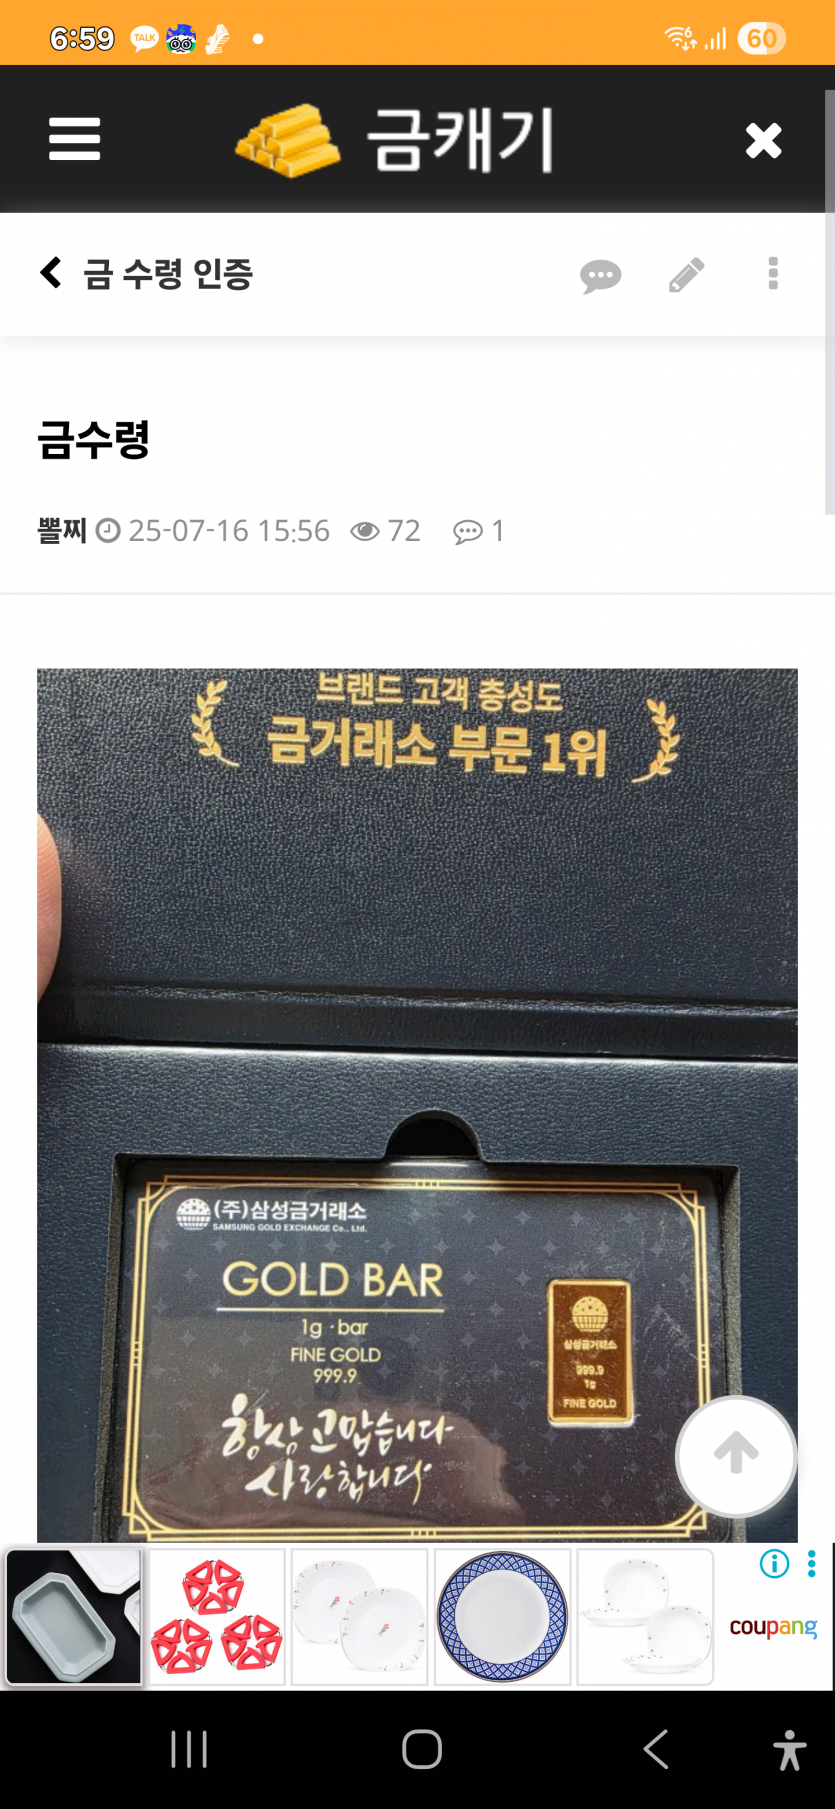 6:59
TALK
6
60
금캐기
금 수령 인증
금수령
뽈찌 25-07-16 15:56 72 1
브랜드 고객 충성도
금거래소 부문 1위
(주)삼성금거래소
SAMSUNG GOLD EXCHANGE Co., Ltd.
GOLD BAR
1g · bar
FINE GOLD
999.9
항상 고맙습니다
사랑합니다
삼성금거래소
999.9
1g
FINE GOLD
coupang